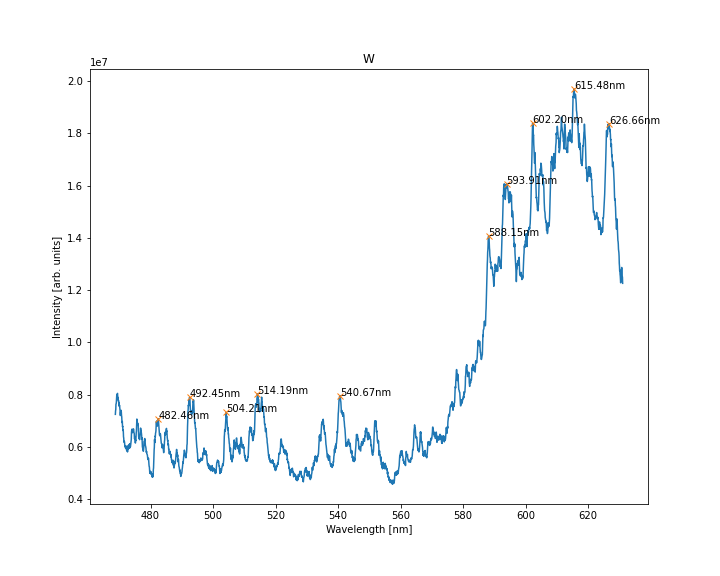 W
1e7
2.0
1.8
1.6
1.4
1.2
1.0
0.8
0.6
0.4
Intensity [arb. units]
615.48nm
602.20nm
626.66nm
593.91nm
588.15nm
482.46nm
492.45nm
504.21nm
514.19nm
540.67nm
480 500 520 540 560 580 600 620
Wavelength [nm]